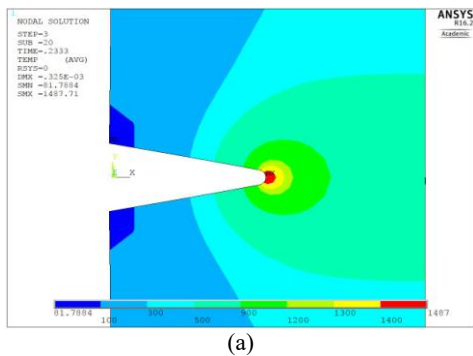 1
NODAL SOLUTION
STEP=3
SUB =20
TIME=.2333
TEMP (AVG)
RSYS=0
DMX =.325E-03
SMN =81.7884
SMX =1487.71
ANSYS
R16.2
Academic
Y
X
81.7884 300 900 1300 1487
100 500 1200 1400
(a)